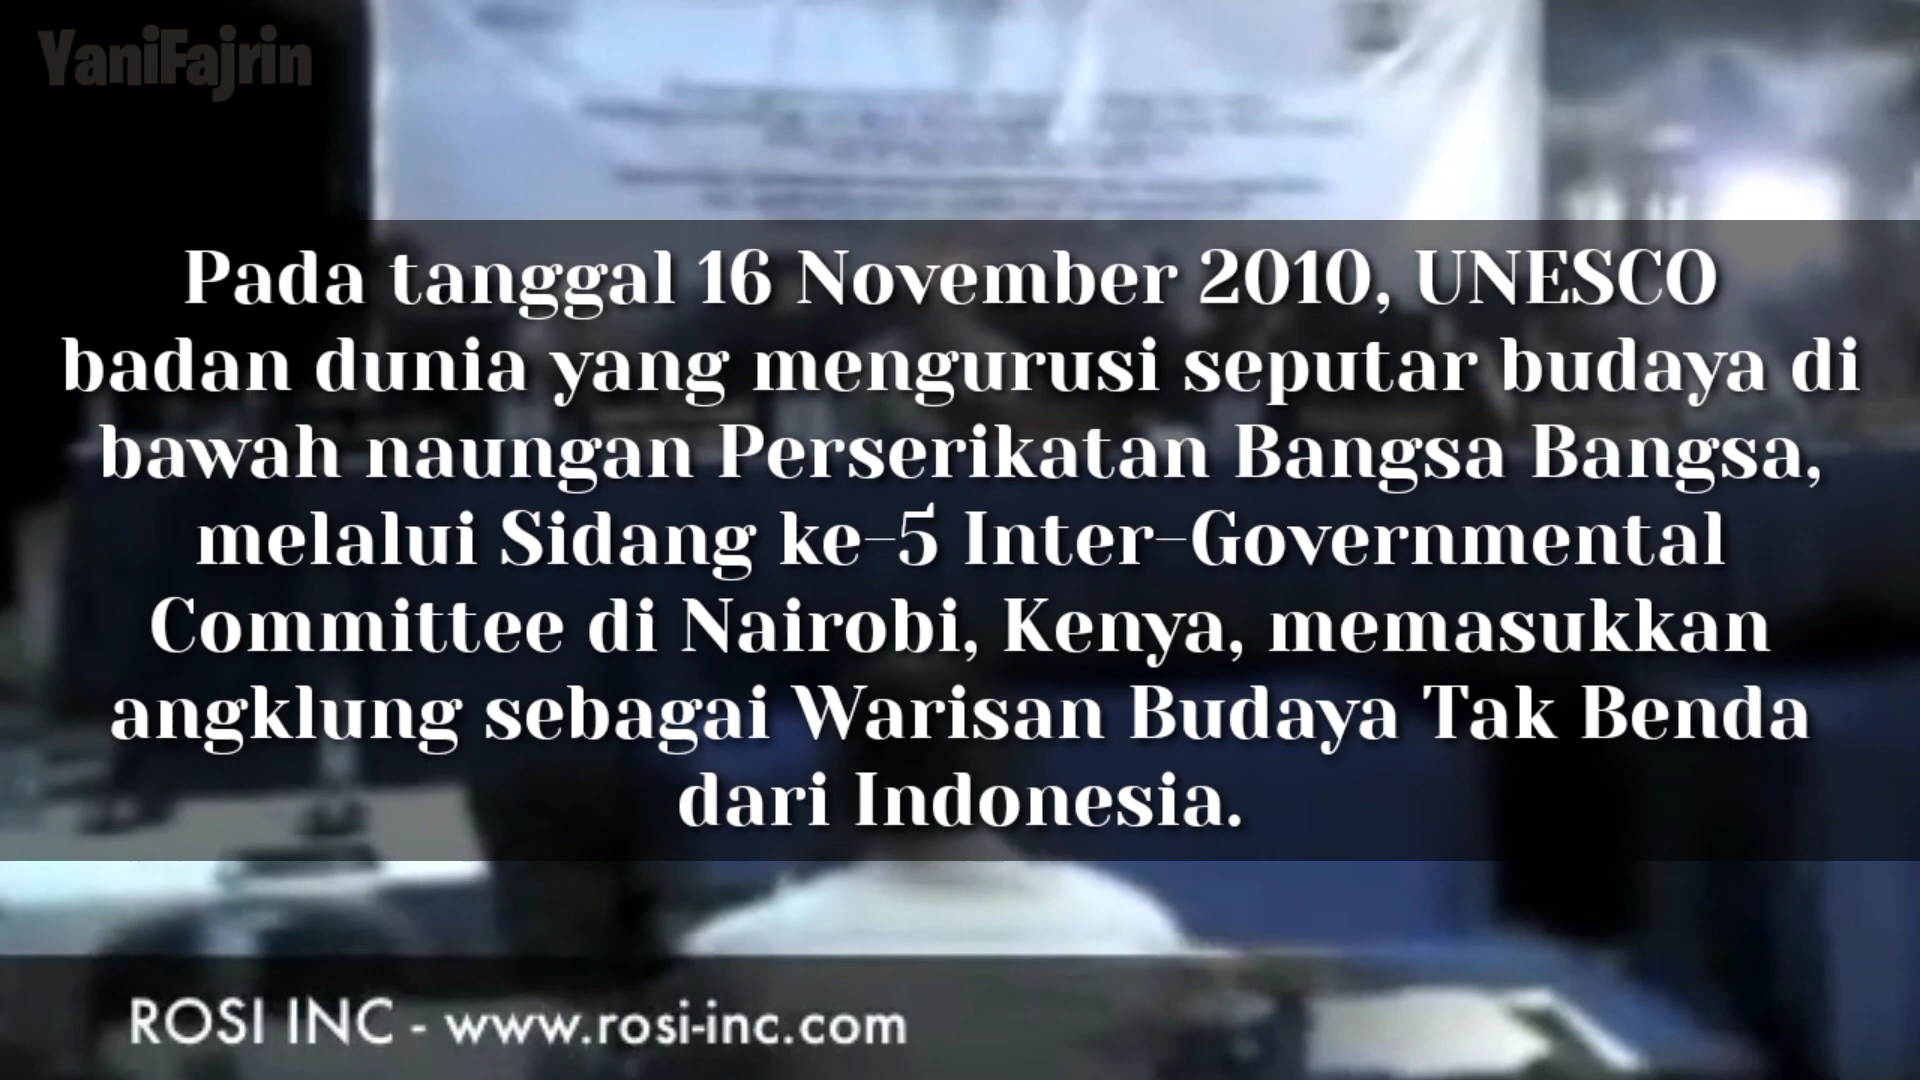 YaniFajrin
Pada tanggal 16 November 2010, UNESCO
badan dunia yang mengurusi seputar budaya di
bawah naungan Perserikatan Bangsa Bangsa,
melalui Sidang ke-5 Inter-Governmental
Committee di Nairobi, Kenya, memasukkan
angklung sebagai Warisan Budaya Tak Benda
dari Indonesia.
ROSI INC - www.rosi-inc.com